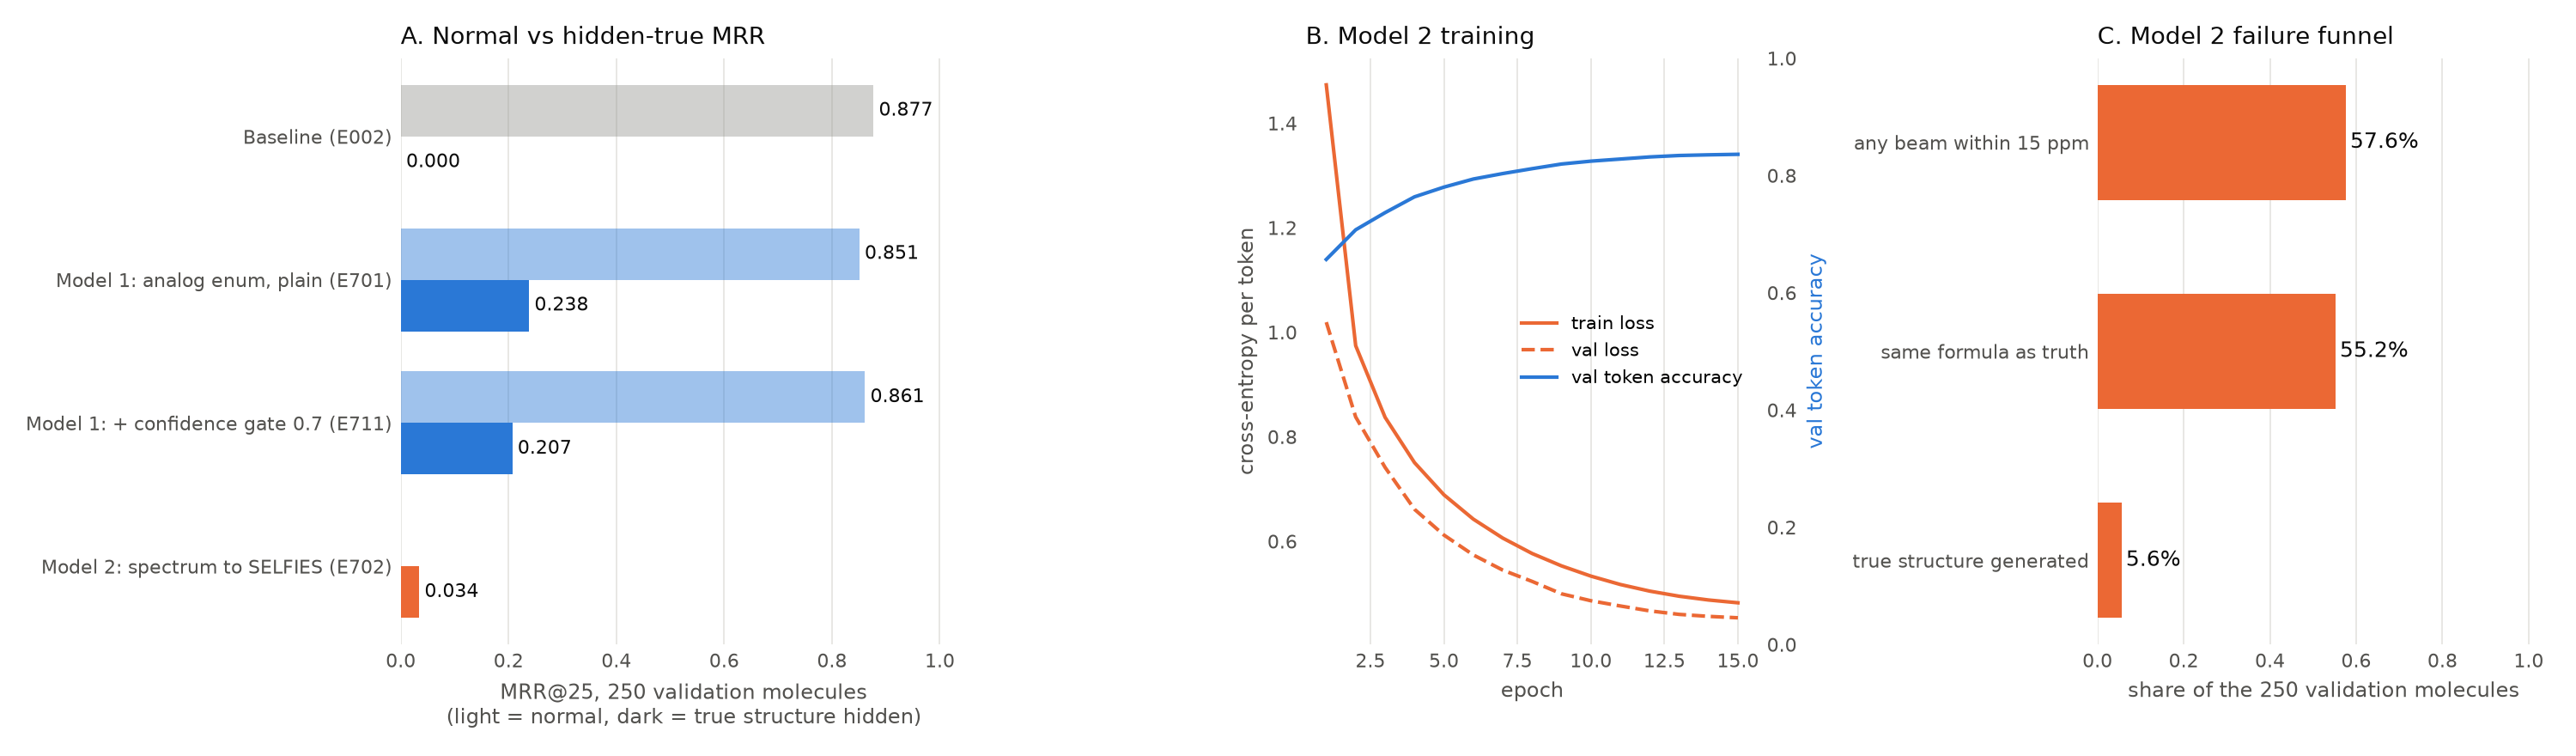 A. Normal vs hidden-true MRR
Baseline (E002)
0.877
0.000
Model 1: analog enum, plain (E701)
0.851
0.238
Model 1: + confidence gate 0.7 (E711)
0.861
0.207
Model 2: spectrum to SELFIES (E702)
0.034
0.0 0.2 0.4 0.6 0.8 1.0
MRR@25, 250 validation molecules
(light = normal, dark = true structure hidden)
B. Model 2 training
cross-entropy per token
1.4
1.2
1.0
0.8
0.6
train loss
val loss
val token accuracy
1.0
0.8
0.6
0.4
0.2
0.0
val token accuracy
2.5 5.0 7.5 10.0 12.5 15.0
epoch
C. Model 2 failure funnel
any beam within 15 ppm
57.6%
same formula as truth
55.2%
true structure generated
5.6%
0.0 0.2 0.4 0.6 0.8 1.0
share of the 250 validation molecules